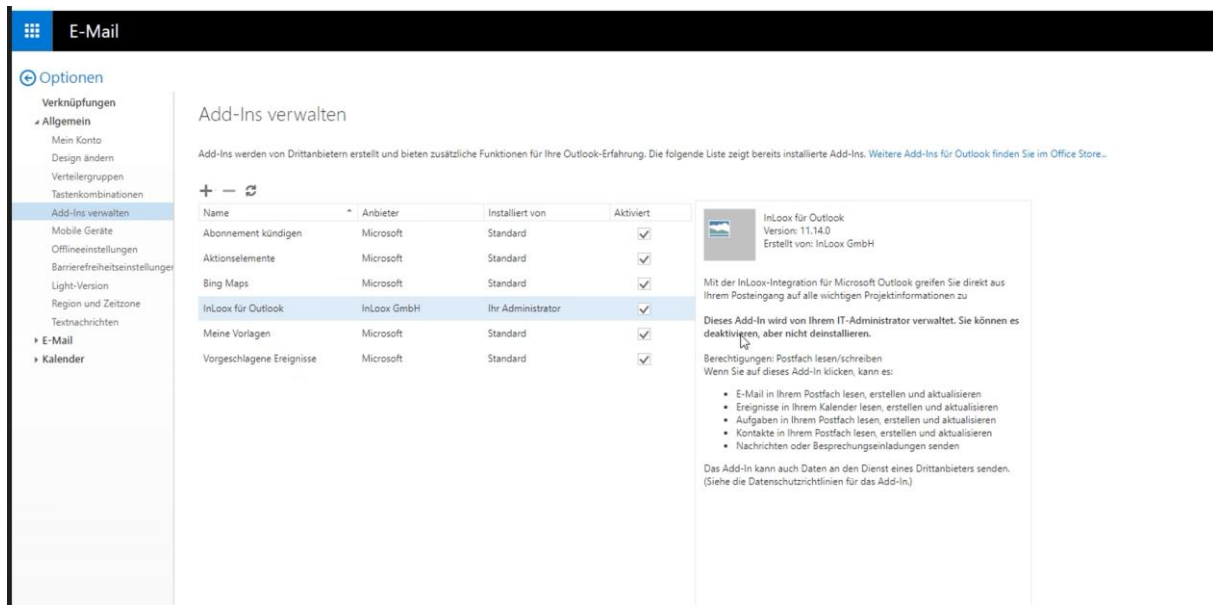 E-Mail
Optionen
Verknüpfungen
Allgemein
Mein Konto
Design ändern
Verteilergruppen
Tastenkombinationen
Add-Ins verwalten
Mobile Geräte
Offlineeinstellungen
Barrierefreiheitseinstellunger
Light-Version
Region und Zeitzone
Textnachrichten
E-Mail
Kalender
Add-Ins verwalten
Add-Ins werden von Drittanbietern erstellt und bieten zusätzliche Funktionen für Ihre Outlook-Erfahrung. Die folgende Liste zeigt bereits installierte Add-Ins. Weitere Add-Ins für Outlook finden Sie im Office Store...
Name Anbieter Installiert von Aktiviert
Abonnement kündigen Microsoft Standard
Aktionselemente Microsoft Standard
Bing Maps Microsoft Standard
InLoox für Outlook InLoox GmbH Ihr Administrator
Meine Vorlagen Microsoft Standard
Vorgeschlagene Ereignisse Microsoft Standard
InLoox für Outlook
Version: 11.14.0
Erstellt von: InLoox GmbH
Mit der InLoox-Integration für Microsoft Outlook greifen Sie direkt aus
Ihrem Posteingang auf alle wichtigen Projektinformationen zu
Dieses Add-In wird von Ihrem IT-Administrator verwaltet. Sie können es
deaktivieren, aber nicht deinstallieren.
Berechtigungen: Postfach lesen/schreiben
Wenn Sie auf dieses Add-In klicken, kann es:
• E-Mail in Ihrem Postfach lesen, erstellen und aktualisieren
• Ereignisse in Ihrem Kalender lesen, erstellen und aktualisieren
• Aufgaben in Ihrem Postfach lesen, erstellen und aktualisieren
• Kontakte in Ihrem Postfach lesen, erstellen und aktualisieren
• Nachrichten oder Besprechungseinladungen senden
Das Add-In kann auch Daten an den Dienst eines Drittanbieters senden.
(Siehe die Datenschutzrichtlinien für das Add-In.)